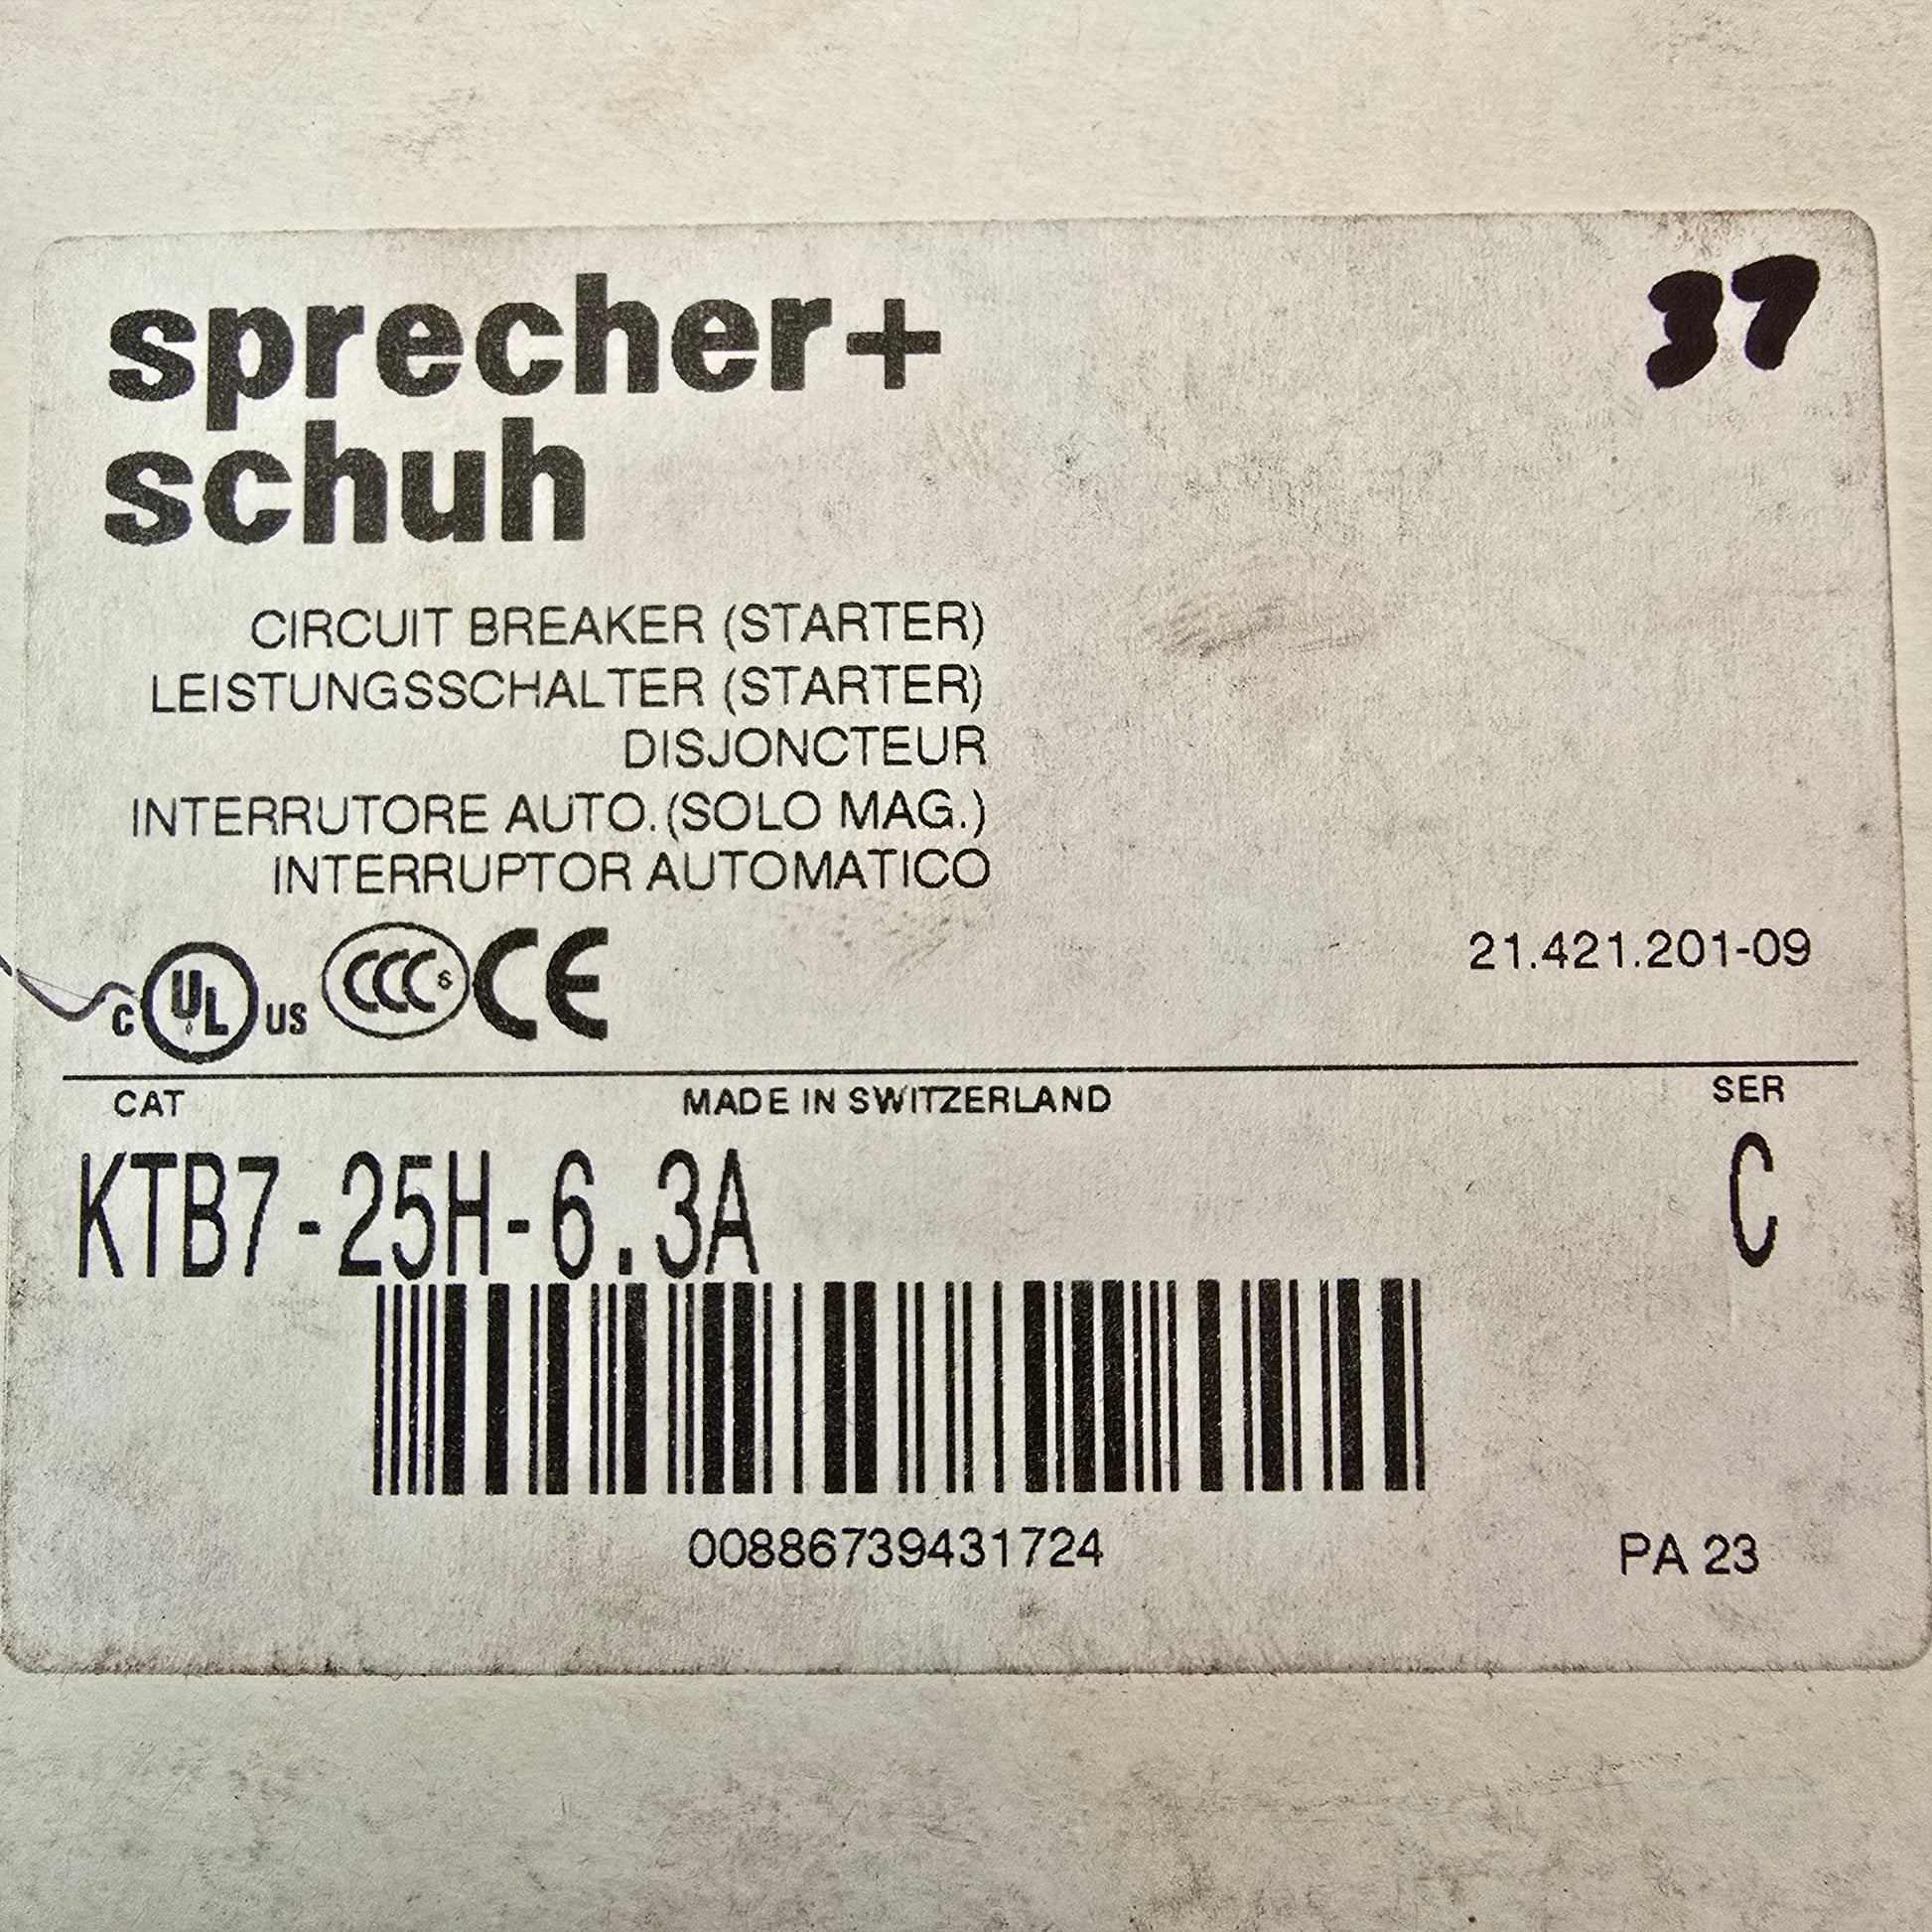 sprecher+
schuh
37
CIRCUIT BREAKER (STARTER)
LEISTUNGSSCHALTER (STARTER)
DISJONCTEUR
INTERRUTORE AUTO.(SOLO MAG.)
INTERRUPTOR AUTOMATICO
C UL US CCC S CE
21.421.201-09
CAT MADE IN SWITZERLAND SER
KTB7-25H-6.3A C
00886739431724 PA 23